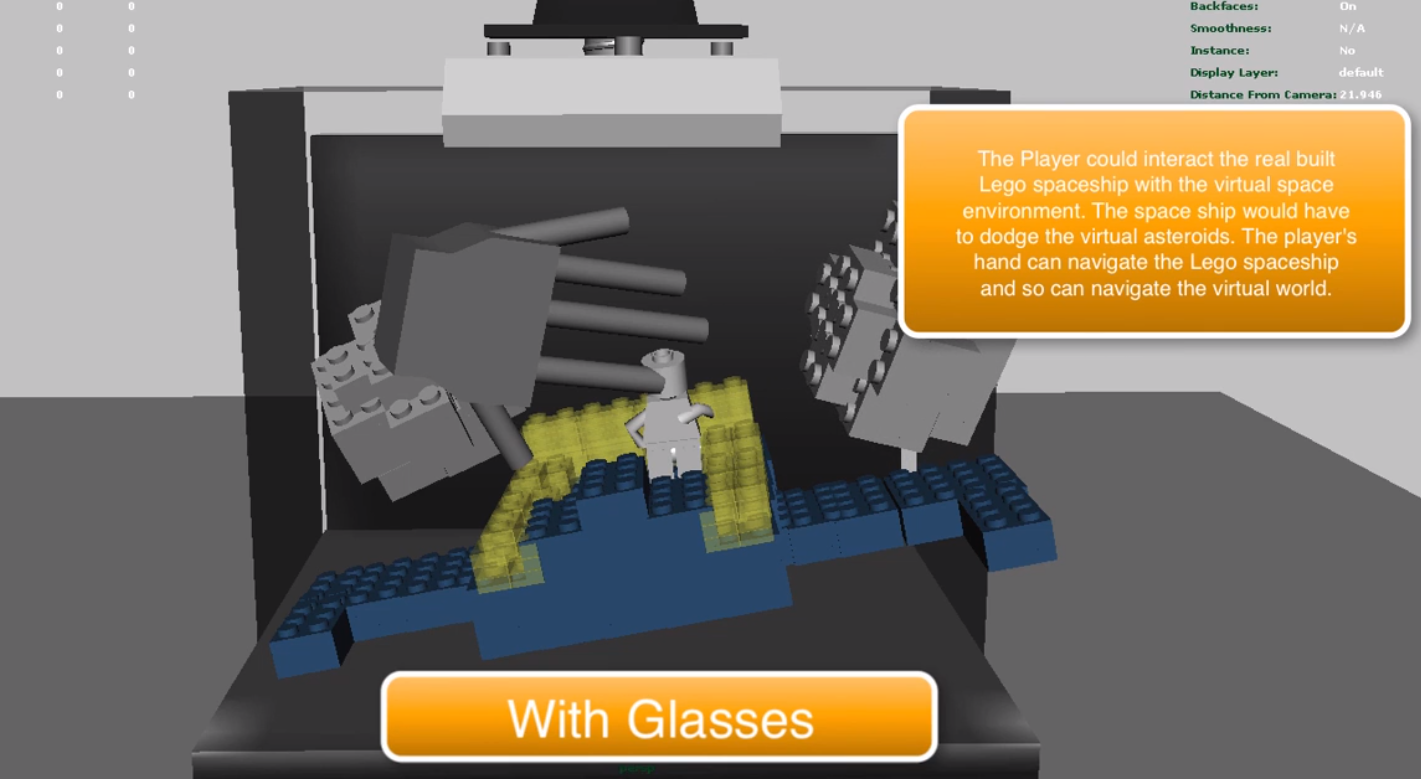 0 0
Backfaces: On
0 0
Smoothness: N/A
0 0
Instance: No
0 0
Display Layer: default
0 0
Distance From Camera: 21.946
The Player could interact the real built
Lego spaceship with the virtual space
environment. The space ship would have
to dodge the virtual asteroids. The player's
hand can navigate the Lego spaceship
and so can navigate the virtual world.
With Glasses
persp